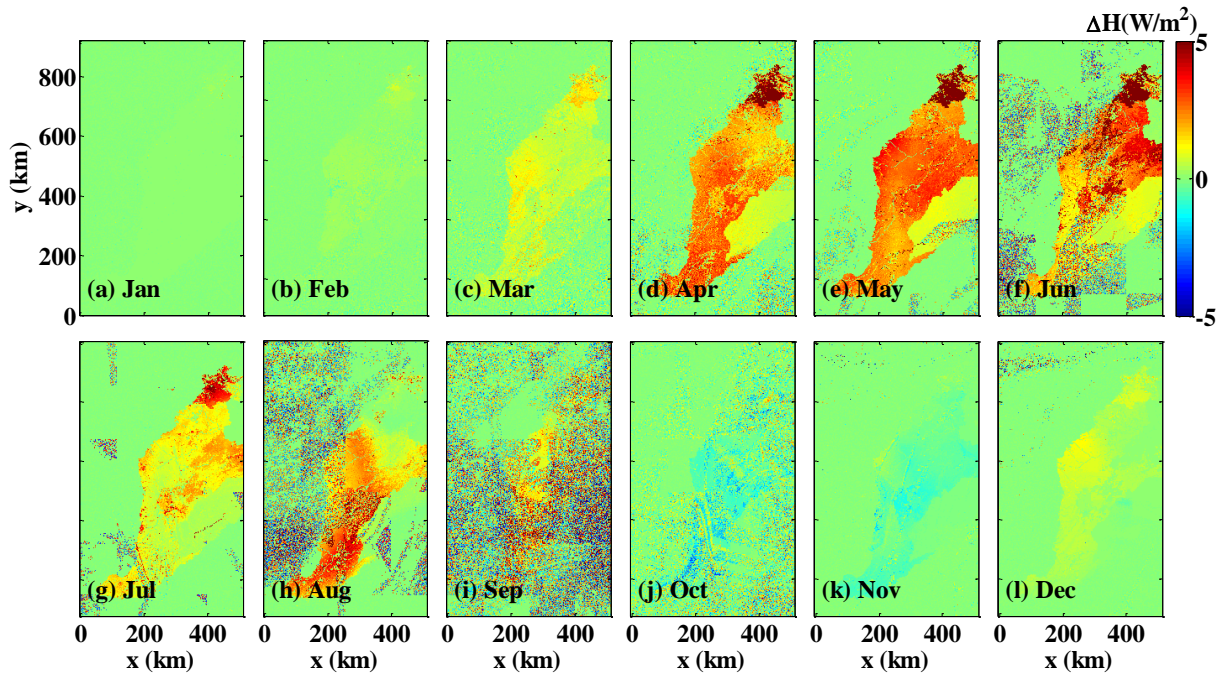 ΔH(W/m²)
5
0
-5
y (km)
800
600
400
200
0
(a) Jan
(b) Feb
(c) Mar
(d) Apr
(e) May
(f) Jun
(g) Jul
(h) Aug
(i) Sep
(j) Oct
(k) Nov
(l) Dec
0 200 400
0 200 400
0 200 400
0 200 400
0 200 400
0 200 400
x (km)
x (km)
x (km)
x (km)
x (km)
x (km)